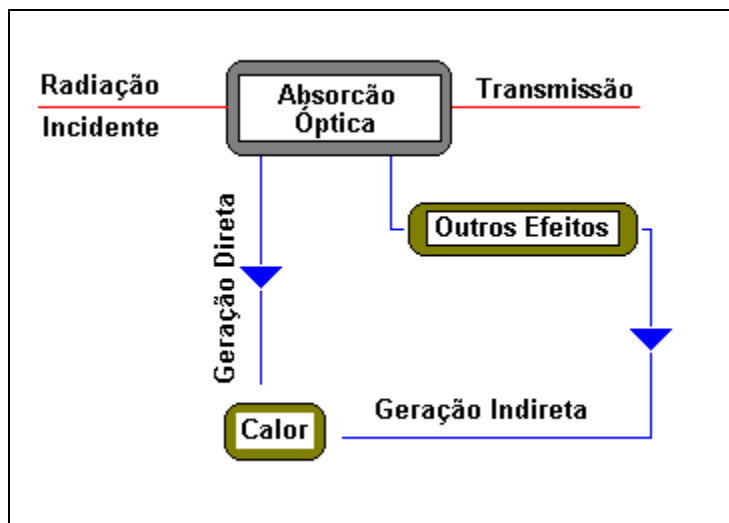 Radiação
Incidente
Absorcão
Óptica
Transmissão
Outros Efeitos
Geração Direta
Geração Indireta
Calor